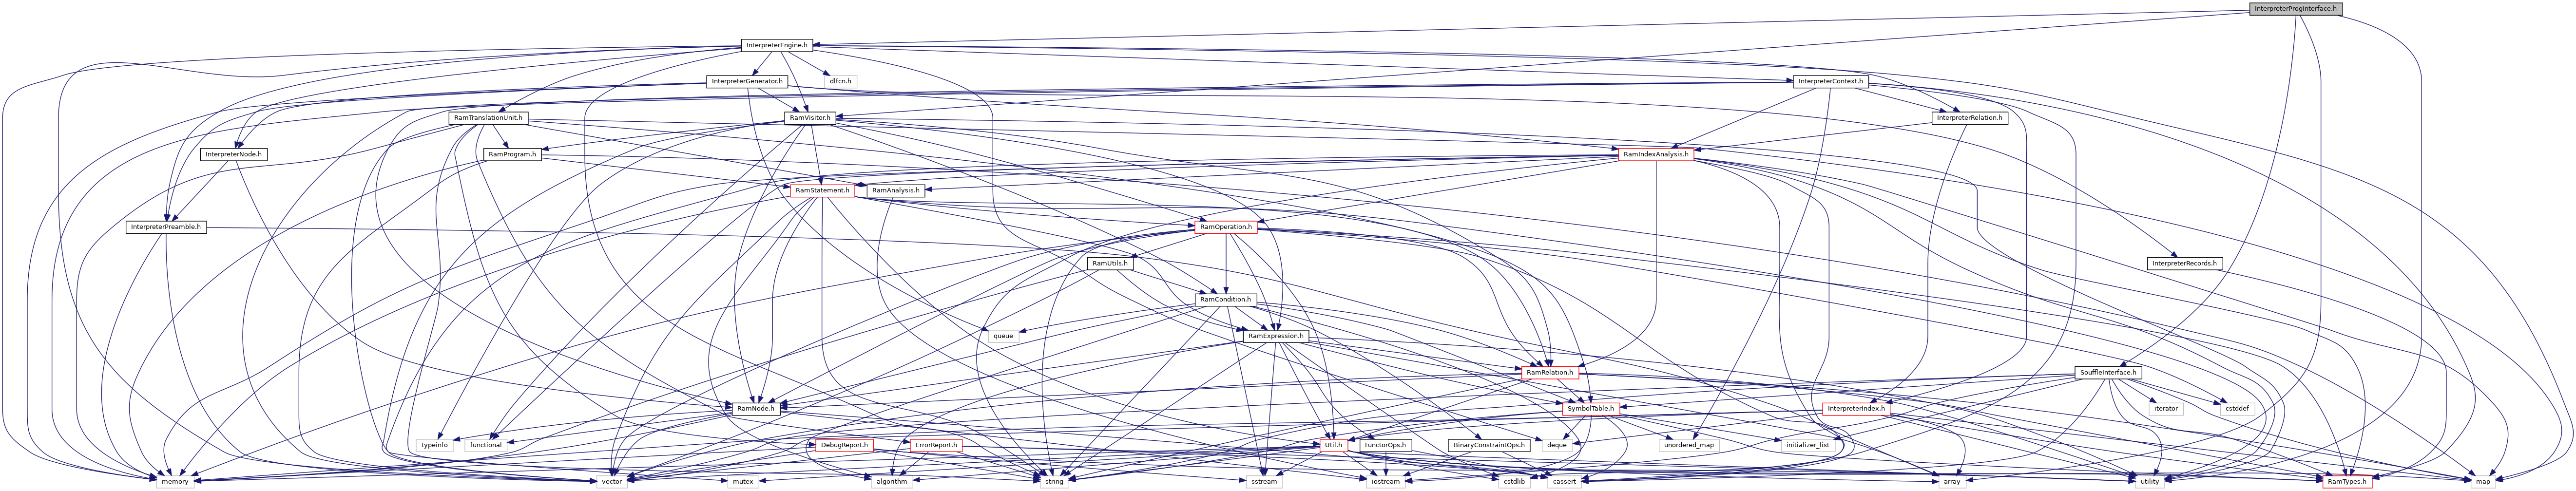 InterpreterProgInterface.h
InterpreterEngine.h
InterpreterGenerator.h
dlfcn.h
InterpreterContext.h
RamTranslationUnit.h
RamVisitor.h
InterpreterRelation.h
InterpreterNode.h
RamProgram.h
RamIndexAnalysis.h
RamStatement.h
RamAnalysis.h
InterpreterPreamble.h
RamOperation.h
RamUtils.h
InterpreterRecords.h
RamCondition.h
queue
RamExpression.h
RamRelation.h
SouffleInterface.h
RamNode.h
SymbolTable.h
InterpreterIndex.h
iterator
cstddef
typeinfo
functional
DebugReport.h
ErrorReport.h
Util.h
FunctorOps.h
BinaryConstraintOps.h
deque
unordered_map
initializer_list
memory
vector
mutex
algorithm
string
sstream
iostream
cstdlib
cassert
array
utility
RamTypes.h
map